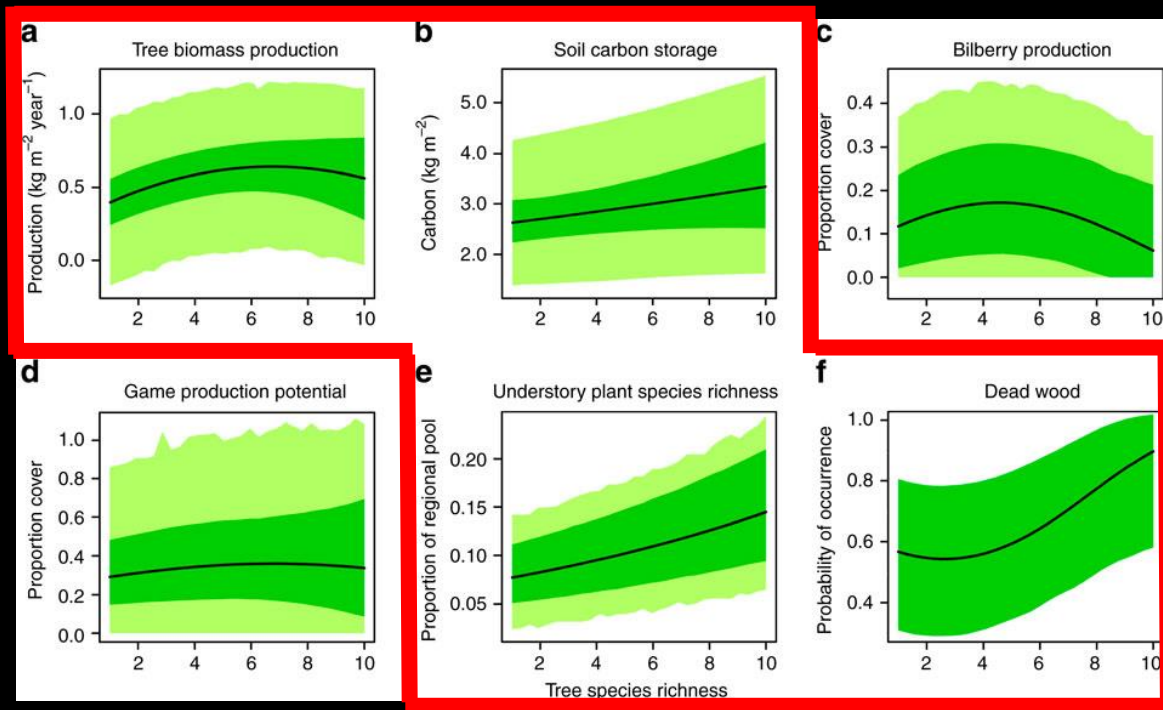 a
Tree biomass production
Production (kg m⁻² year⁻¹)
1.0
0.5
0.0
2 4 6 8 10
b
Soil carbon storage
Carbon (kg m⁻²)
5.0
4.0
3.0
2.0
2 4 6 8 10
c
Bilberry production
Proportion cover
0.4
0.3
0.2
0.1
0.0
2 4 6 8 10
d
Game production potential
Proportion cover
1.0
0.8
0.6
0.4
0.2
0.0
2 4 6 8 10
e
Understory plant species richness
Proportion of regional pool
0.20
0.15
0.10
0.05
2 4 6 8 10
Tree species richness
f
Dead wood
Probability of occurrence
1.0
0.8
0.6
0.4
2 4 6 8 10